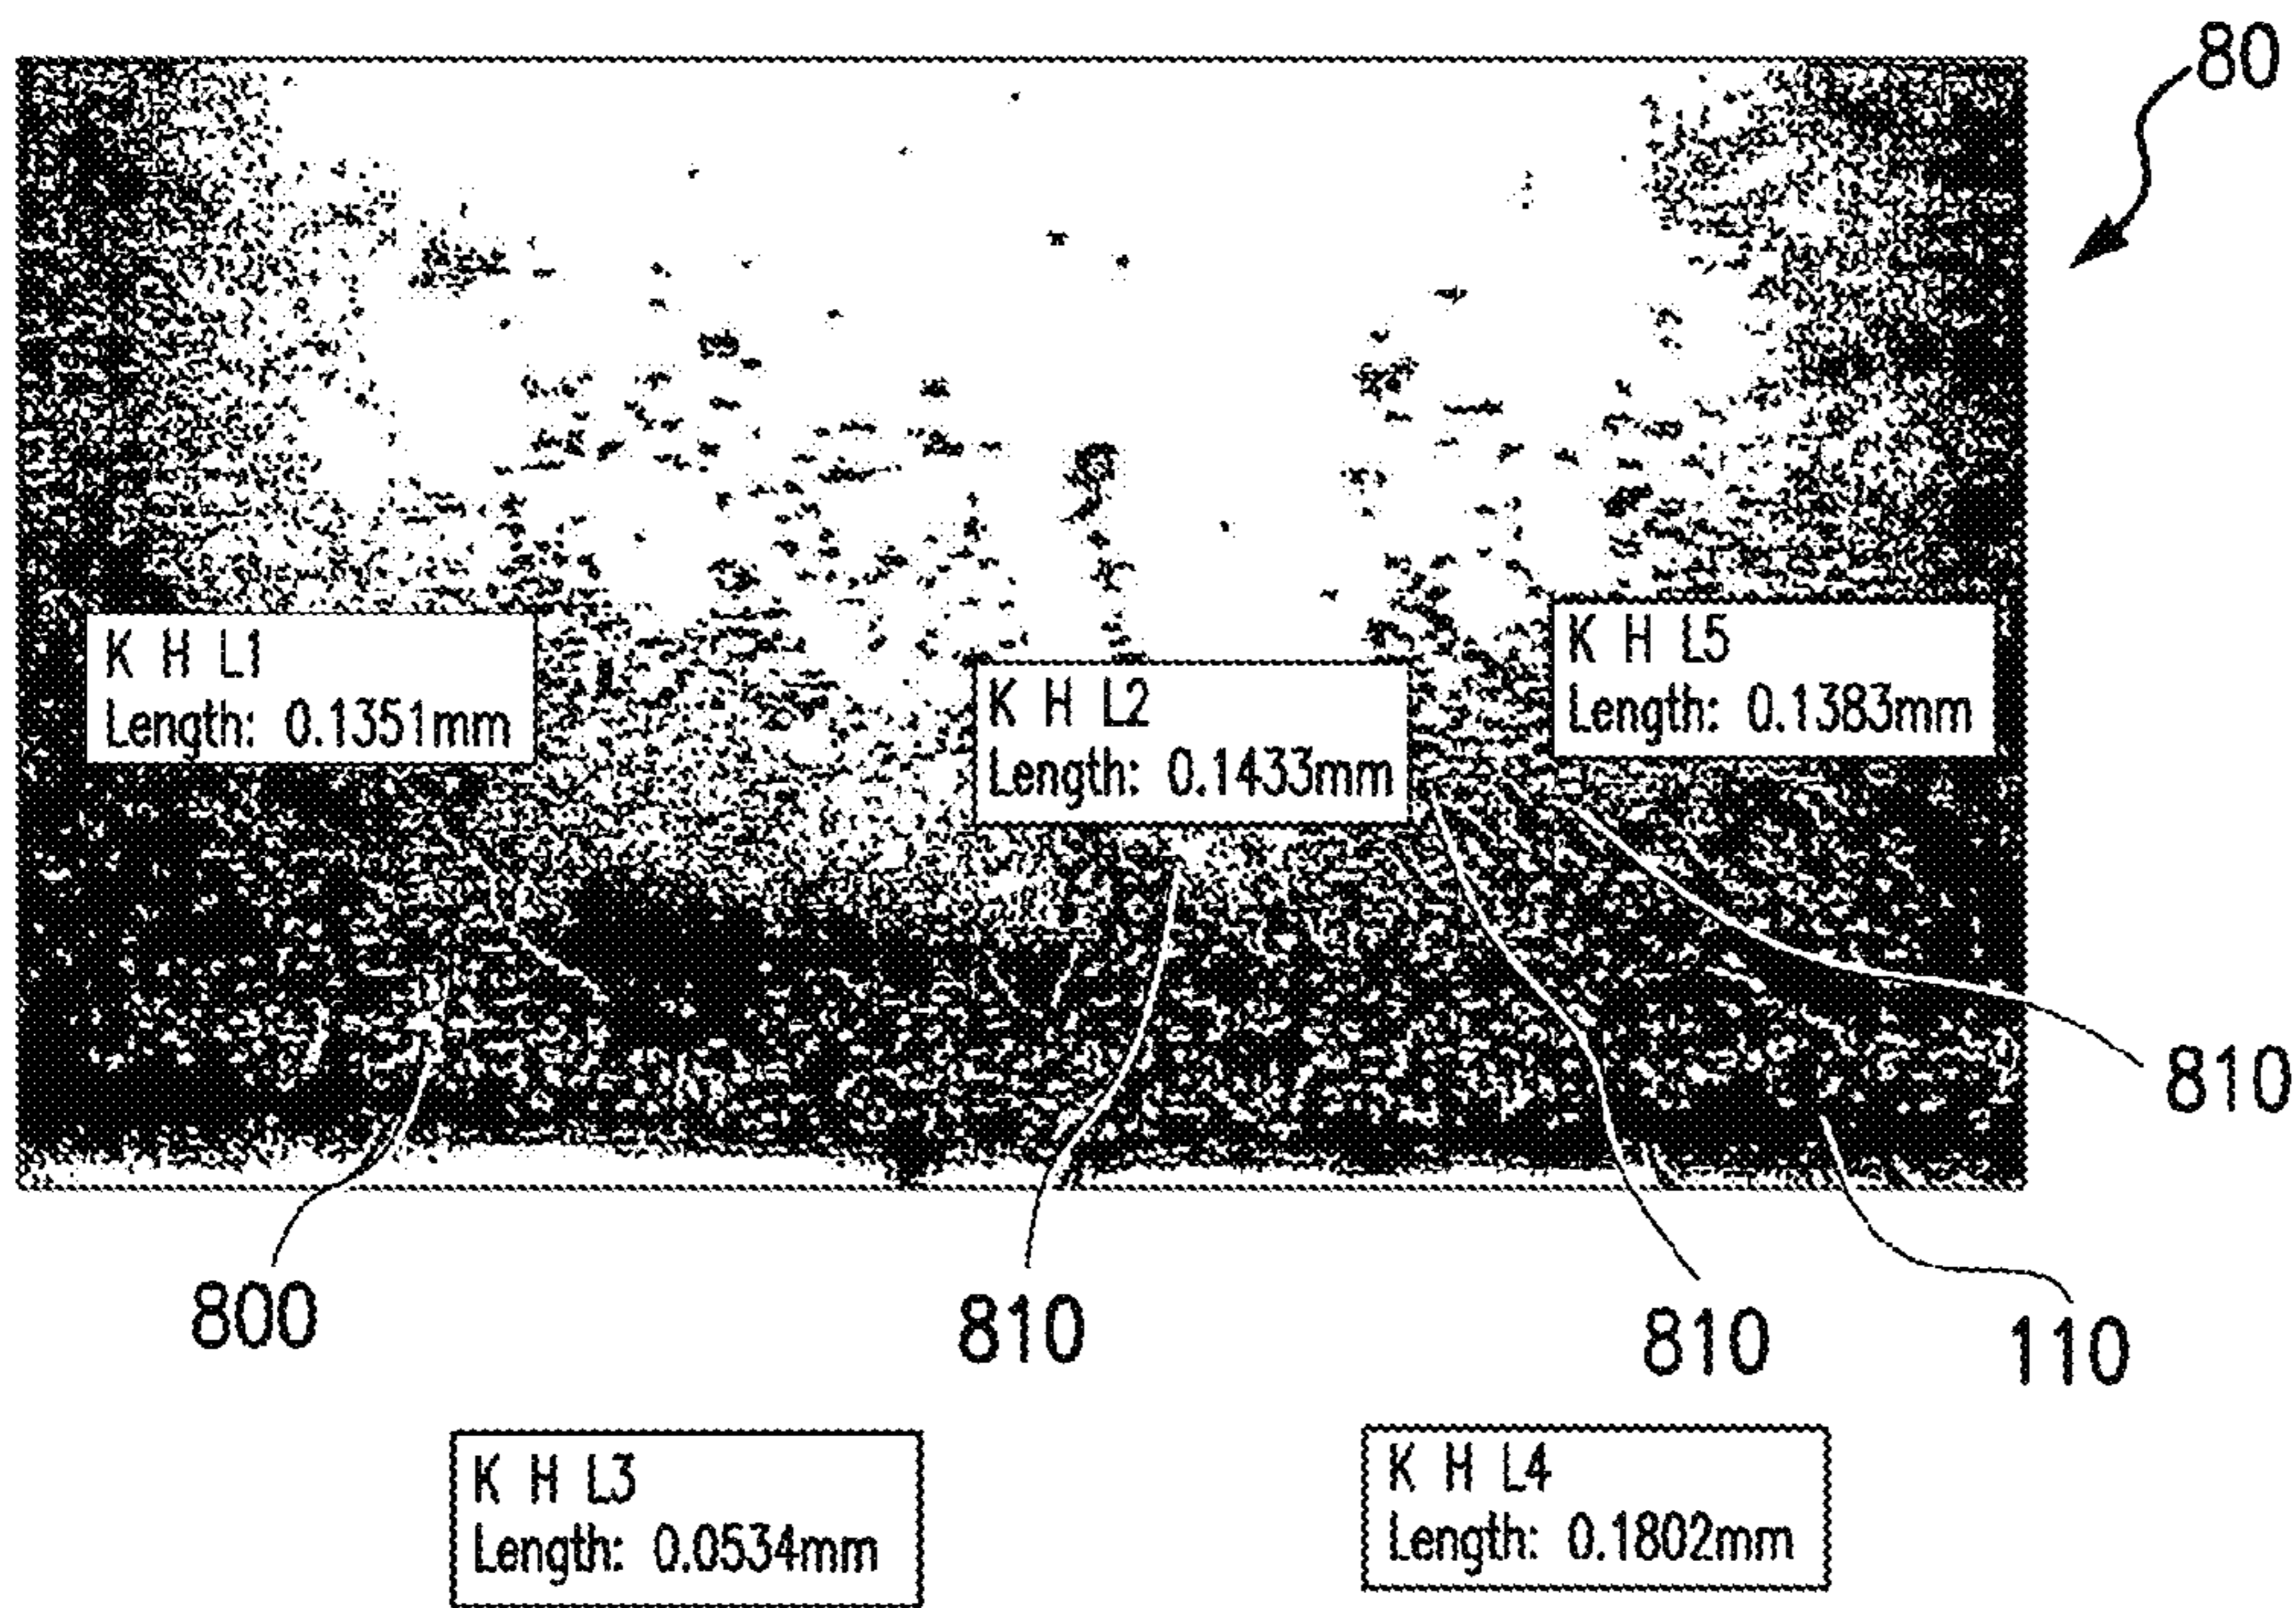 80
K H L1
Length: 0.1351mm
K H L2
Length: 0.1433mm
K H L5
Length: 0.1383mm
810
800
810
810
110
K H L3
Length: 0.0534mm
K H L4
Length: 0.1802mm